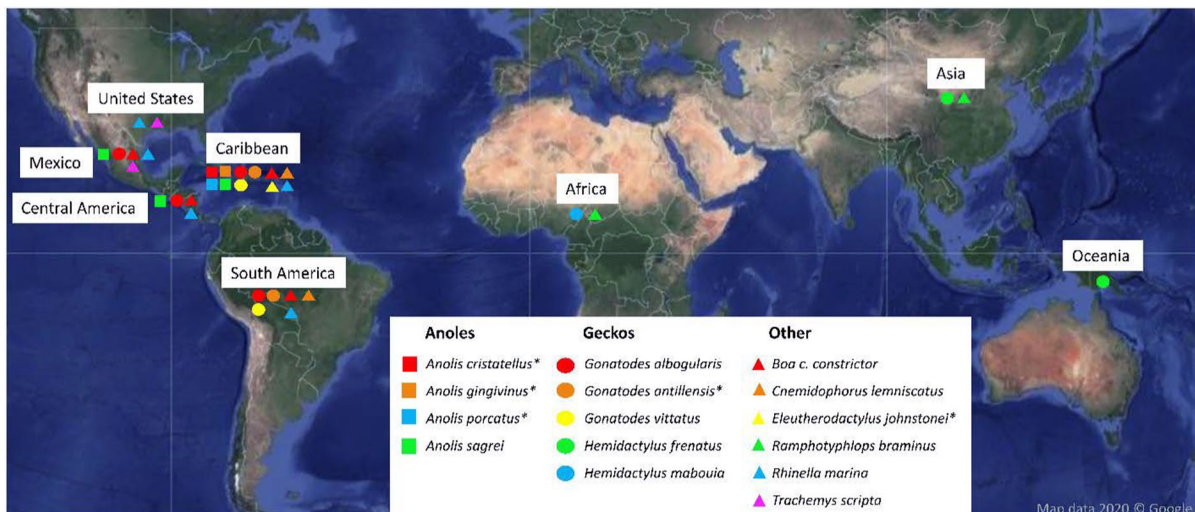 Asia
United States
Caribbean
Mexico
Africa
Central America
Oceania
South America
Anoles
Geckos
Other
Anolis cristatellus*
Gonatodes albogularis
Boa c. constrictor
Anolis gingivinus*
Gonatodes antillensis*
Cnemidophorus lemniscatus
Anolis porcatus*
Gonatodes vittatus
Eleutherodactylus johnstonei*
Anolis sagrei
Hemidactylus frenatus
Ramphotyphlops braminus
Hemidactylus mabouia
Rhinella marina
Trachemys scripta
Map data 2020 © Google